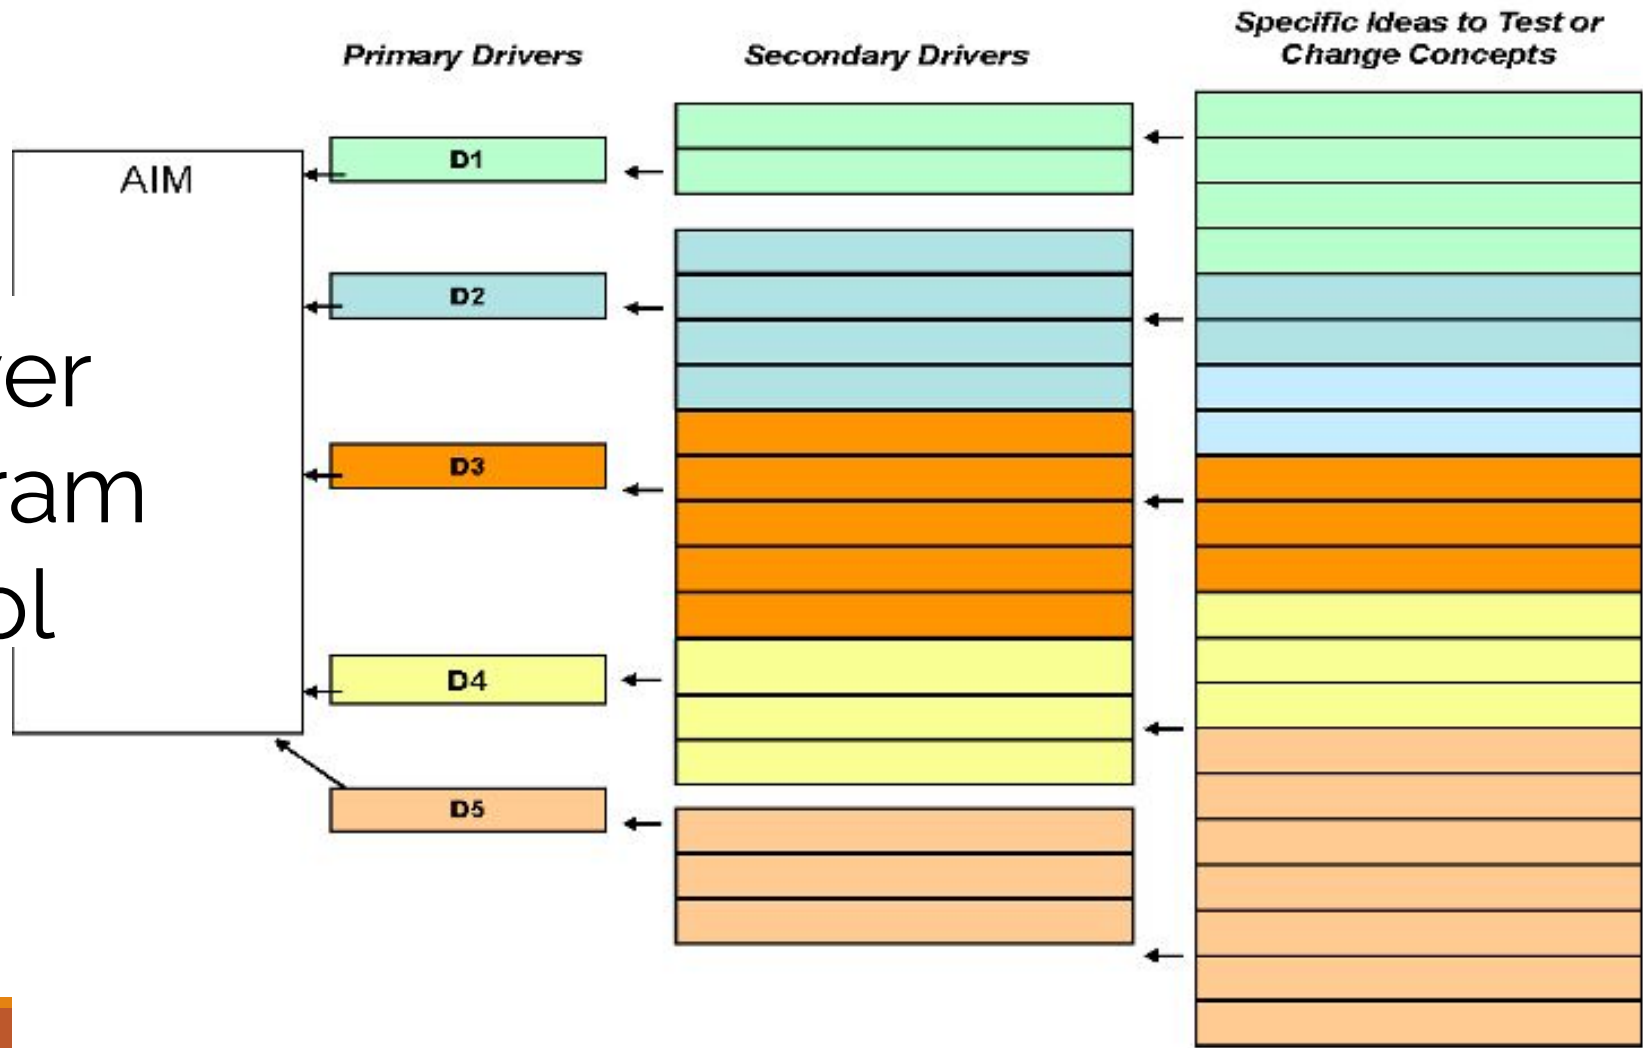 Primary Drivers
Secondary Drivers
Specific Ideas to Test or
Change Concepts
AIM
D1
D2
D3
D4
D5
ver
ram
ol